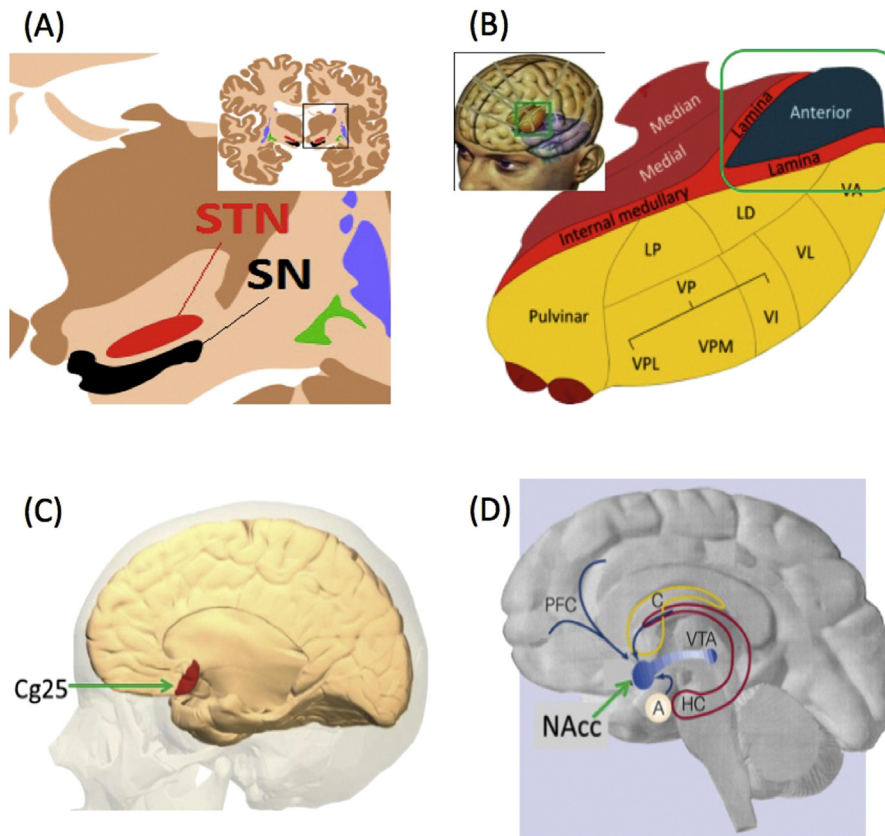 (A)
STN
SN
(B)
Median
Medial
Lamina
Anterior
Internal medullary
Lamina
VA
LD
LP
VL
VP
Pulvinar
VI
VPM
VPL
(C)
Cg25
(D)
PFC
C
VTA
A
HC
NAcc